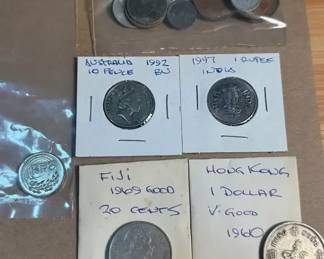 AUSTRALIA 1992
10 PENCE BU
1997 1 RUPEE
INDIA
FIJI
1969 GOOD
20 CENTS
HONG KONG
1 DOLLAR
V. GOOD
1960